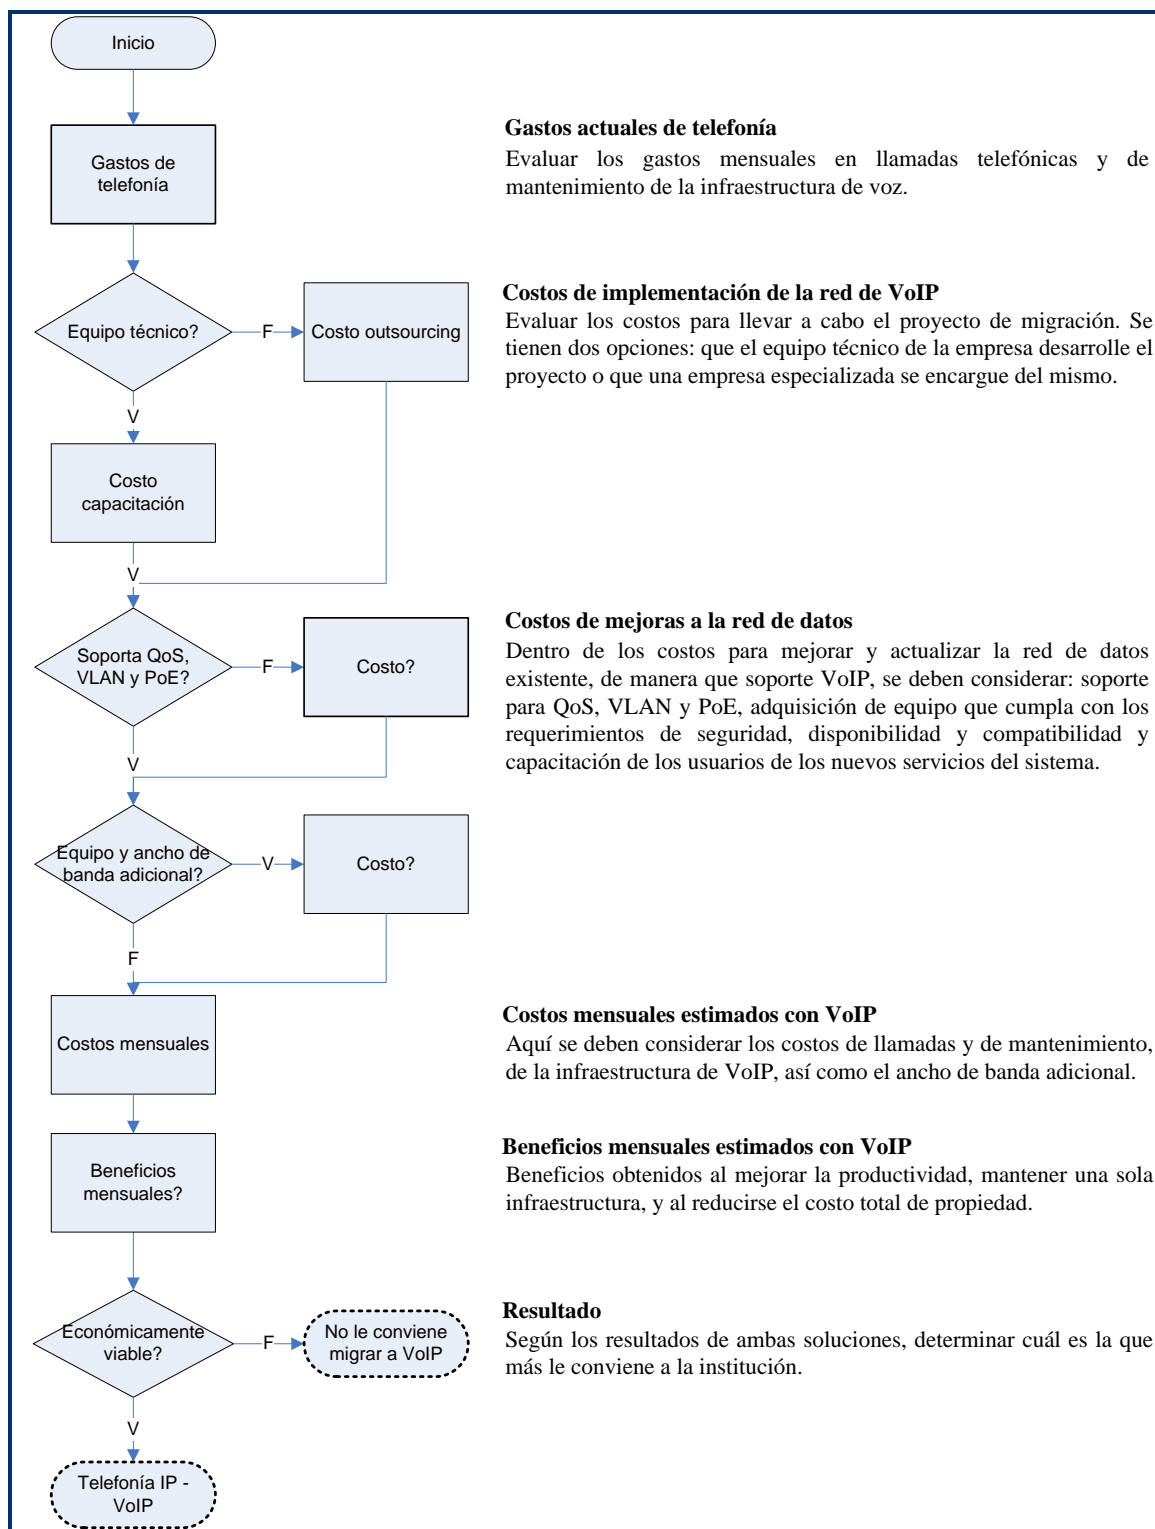 Inicio
Gastos de
telefonía
Gastos actuales de telefonía
Evaluar los gastos mensuales en llamadas telefónicas y de
mantenimiento de la infraestructura de voz.
Equipo técnico?
F
Costo outsourcing
V
Costos de implementación de la red de VoIP
Evaluar los costos para llevar a cabo el proyecto de migración. Se
tienen dos opciones: que el equipo técnico de la empresa desarrolle el
proyecto o que una empresa especializada se encargue del mismo.
Costo
capacitación
V
Soporta QoS,
VLAN y PoE?
F
Costo?
V
Costos de mejoras a la red de datos
Dentro de los costos para mejorar y actualizar la red de datos
existente, de manera que soporte VoIP, se deben considerar: soporte
para QoS, VLAN y PoE, adquisición de equipo que cumpla con los
requerimientos de seguridad, disponibilidad y compatibilidad y
capacitación de los usuarios de los nuevos servicios del sistema.
Equipo y ancho de
banda adicional?
V
Costo?
F
Costos mensuales
Costos mensuales estimados con VoIP
Aquí se deben considerar los costos de llamadas y de mantenimiento,
de la infraestructura de VoIP, así como el ancho de banda adicional.
Beneficios
mensuales?
Beneficios mensuales estimados con VoIP
Beneficios obtenidos al mejorar la productividad, mantener una sola
infraestructura, y al reducirse el costo total de propiedad.
Económicamente
viable?
F
No le conviene
migrar a VoIP
Resultado
Según los resultados de ambas soluciones, determinar cuál es la que
más le conviene a la institución.
V
Telefonía IP -
VoIP